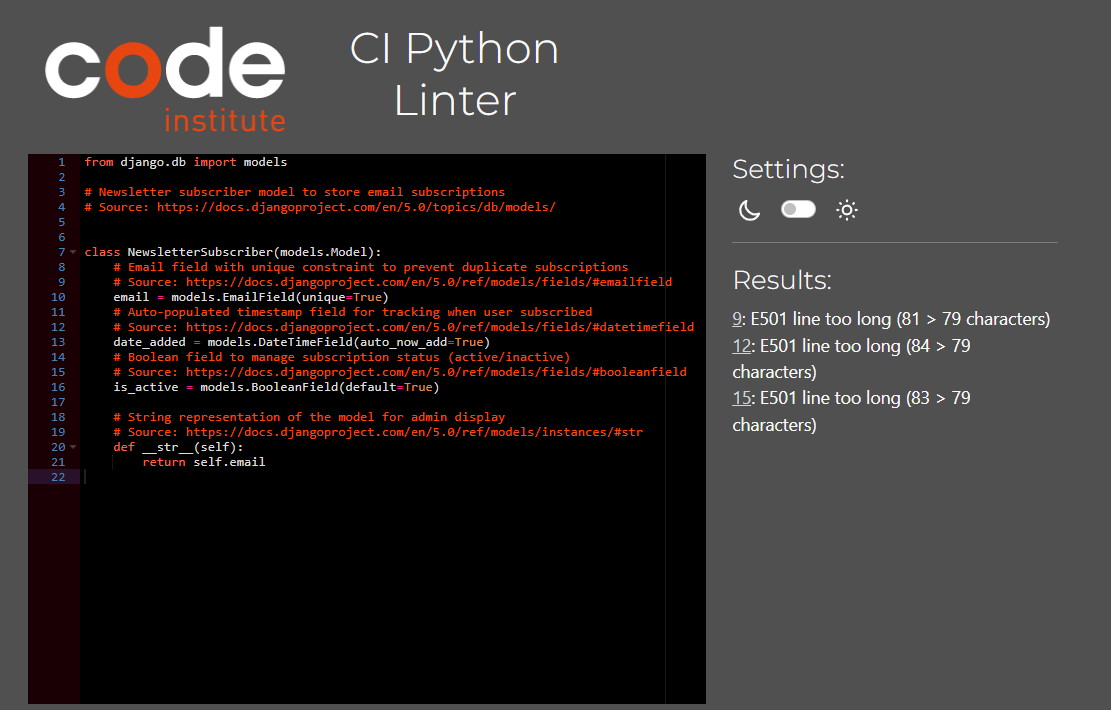 code
institute
CI Python
Linter
1 from django.db import models
2
3 # Newsletter subscriber model to store email subscriptions
4 # Source: https://docs.djangoproject.com/en/5.0/topics/db/models/
5
6
7 class NewsletterSubscriber(models.Model):
8     # Email field with unique constraint to prevent duplicate subscriptions
9     # Source: https://docs.djangoproject.com/en/5.0/ref/models/fields/#emailfield
10     email = models.EmailField(unique=True)
11     # Auto-populated timestamp field for tracking when user subscribed
12     # Source: https://docs.djangoproject.com/en/5.0/ref/models/fields/#datetimefield
13     date_added = models.DateTimeField(auto_now_add=True)
14     # Boolean field to manage subscription status (active/inactive)
15     # Source: https://docs.djangoproject.com/en/5.0/ref/models/fields/#booleanfield
16     is_active = models.BooleanField(default=True)
17
18     # String representation of the model for admin display
19     # Source: https://docs.djangoproject.com/en/5.0/ref/models/instances/#str
20     def __str__(self):
21         return self.email
22
Settings:
Results:
9: E501 line too long (81 > 79 characters)
12: E501 line too long (84 > 79
characters)
15: E501 line too long (83 > 79
characters)